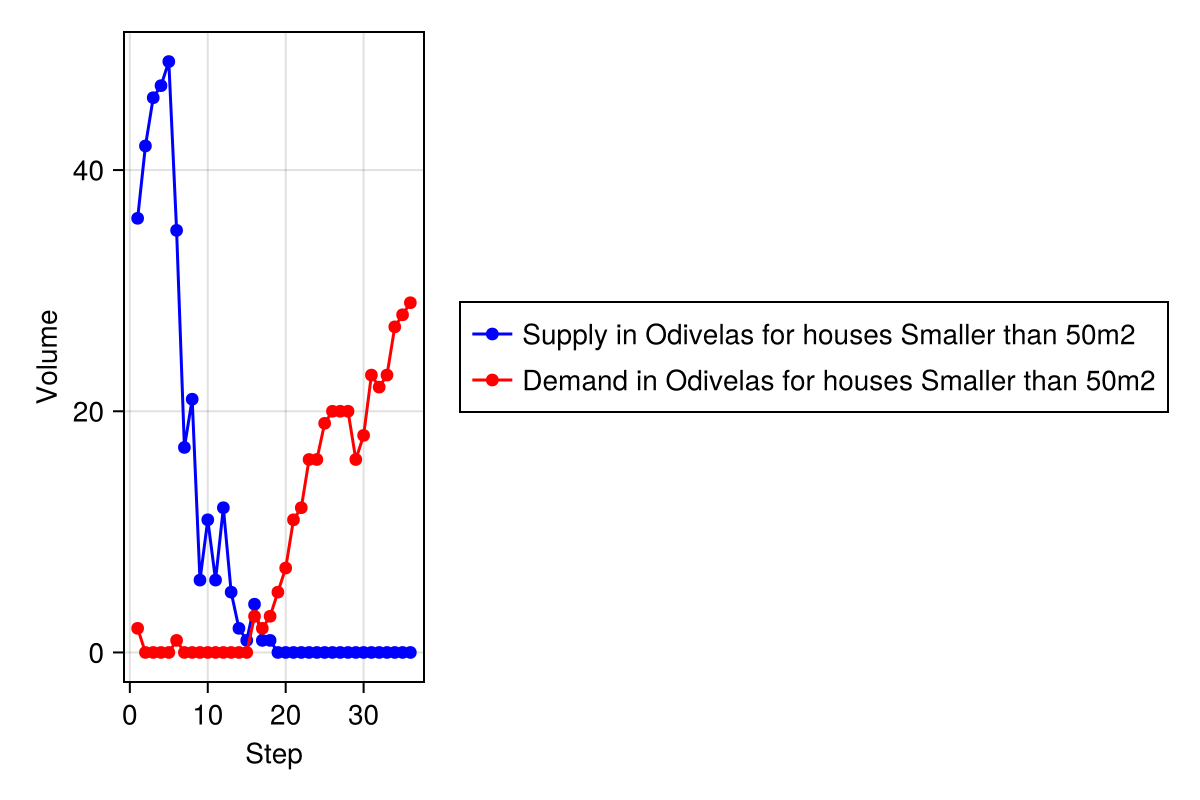 40
20
0
Volume
0 10 20 30
Step
Supply in Odivelas for houses Smaller than 50m2
Demand in Odivelas for houses Smaller than 50m2